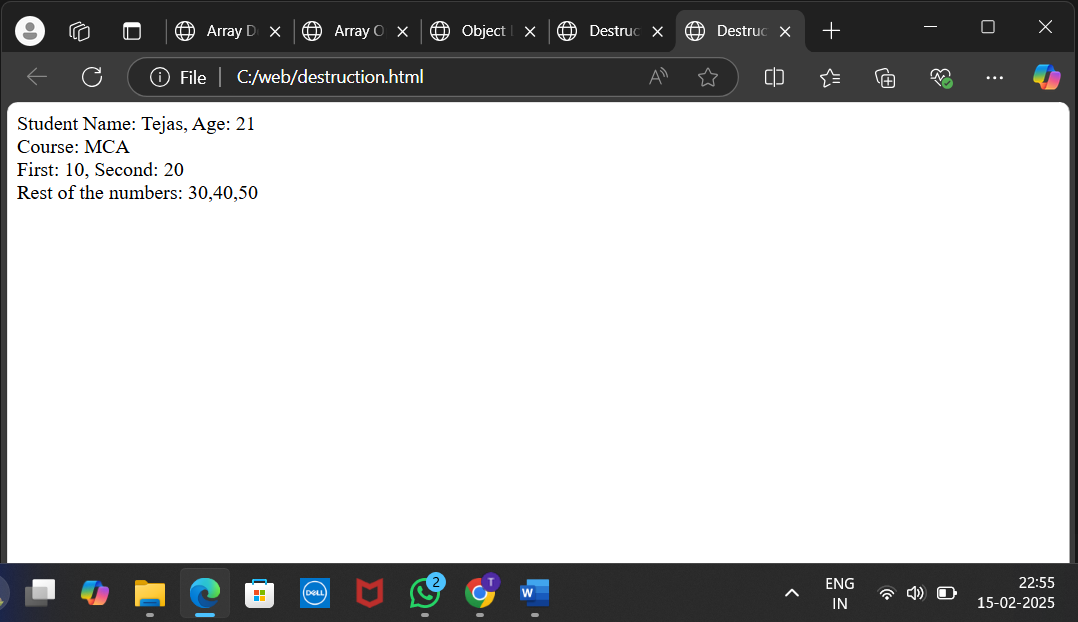 Array D
Array O
Object
Destruc
Destruc
File
C:/web/destruction.html
Student Name: Tejas, Age: 21
Course: MCA
First: 10, Second: 20
Rest of the numbers: 30,40,50
DELL
2
T
W
ENG
IN
22:55
15-02-2025